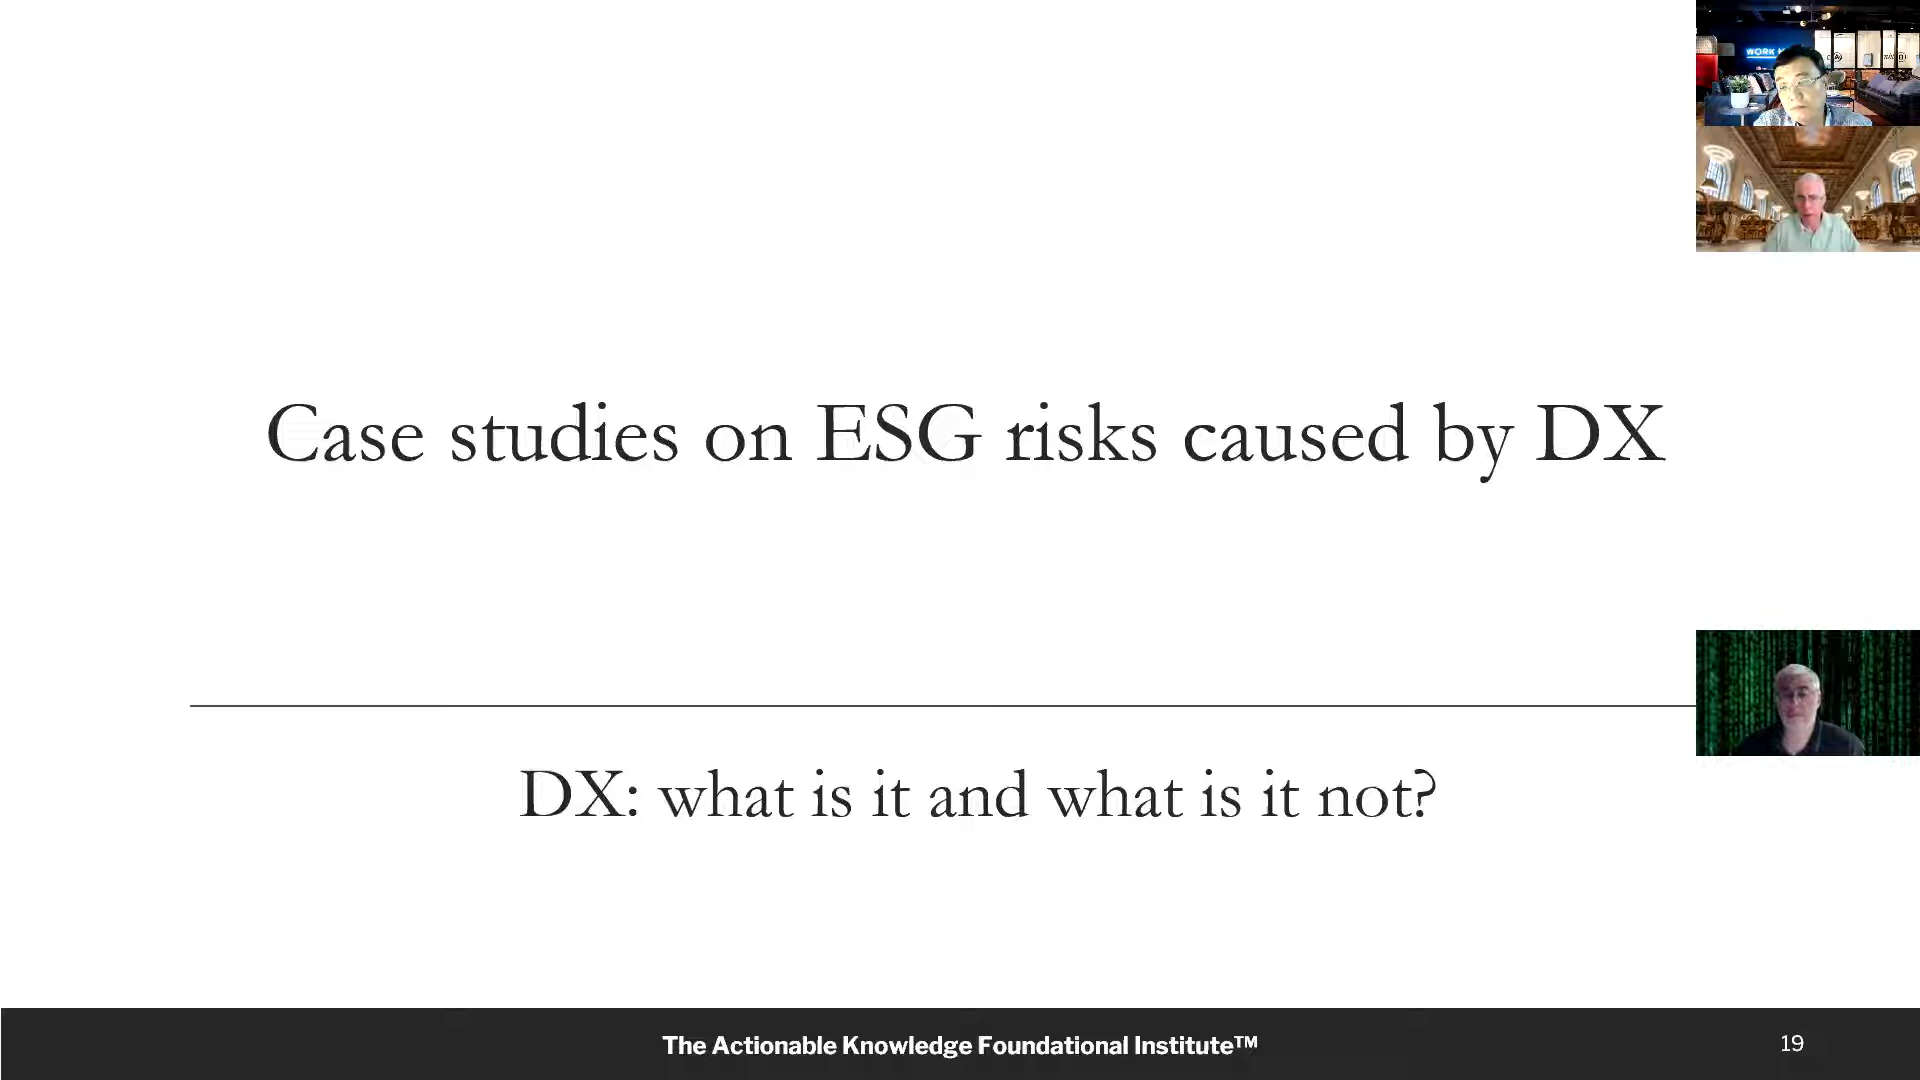 WORK H
Case studies on ESG risks caused by DX
DX: what is it and what is it not?
The Actionable Knowledge Foundational Institute™
19